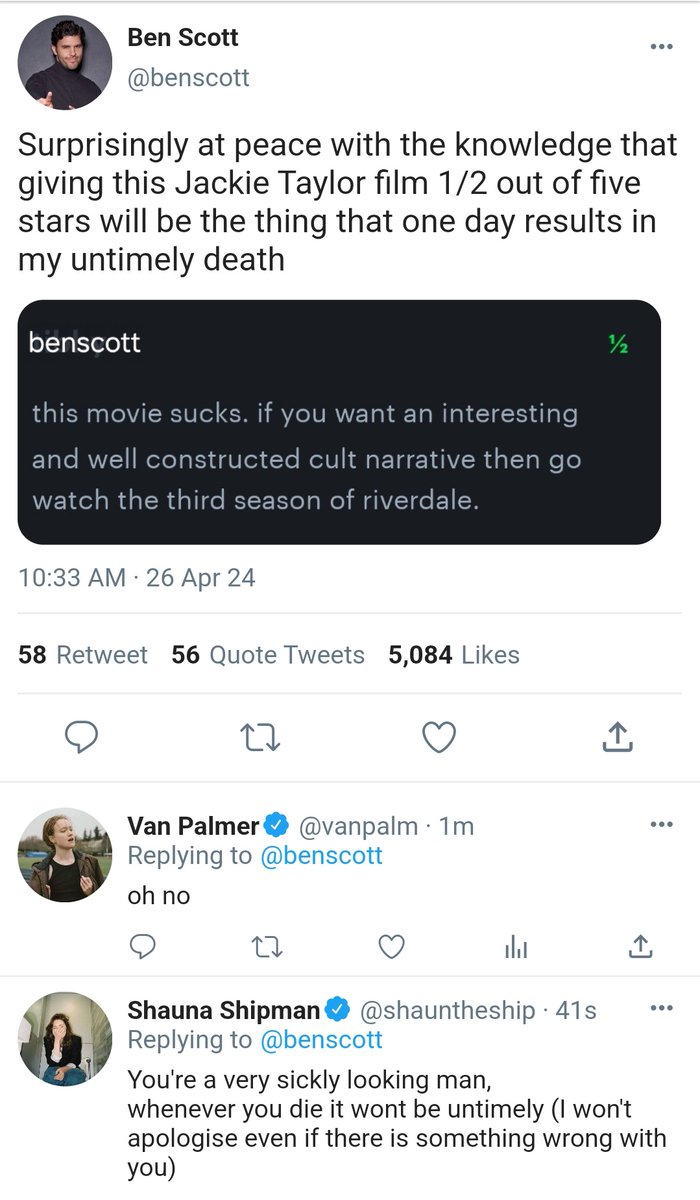 Ben Scott
@benscott
Surprisingly at peace with the knowledge that
giving this Jackie Taylor film 1/2 out of five
stars will be the thing that one day results in
my untimely death
benscott ½
this movie sucks. if you want an interesting
and well constructed cult narrative then go
watch the third season of riverdale.
10:33 AM · 26 Apr 24
58 Retweet 56 Quote Tweets 5,084 Likes
Van Palmer @vanpalm · 1m
Replying to @benscott
oh no
Shauna Shipman @shauntheship · 41s
Replying to @benscott
You're a very sickly looking man,
whenever you die it wont be untimely (I won't
apologise even if there is something wrong with
you)